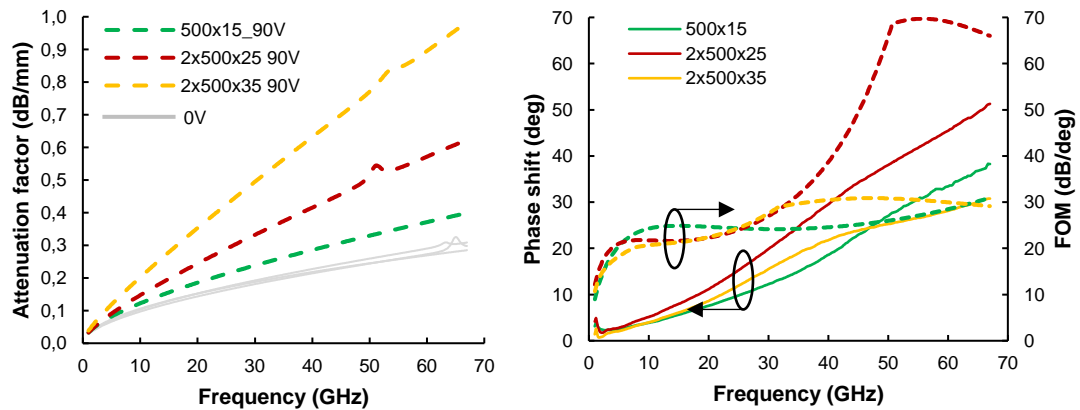 Attenuation factor (dB/mm)
1,0
0,9
0,8
0,7
0,6
0,5
0,4
0,3
0,2
0,1
0,0
500x15_90V
2x500x25 90V
2x500x35 90V
0V
0 10 20 30 40 50 60 70
Frequency (GHz)
Phase shift (deg)
70
60
50
40
30
20
10
0
500x15
2x500x25
2x500x35
0 10 20 30 40 50 60 70
Frequency (GHz)
70
60
50
40
30
20
10
0
FOM (dB/deg)